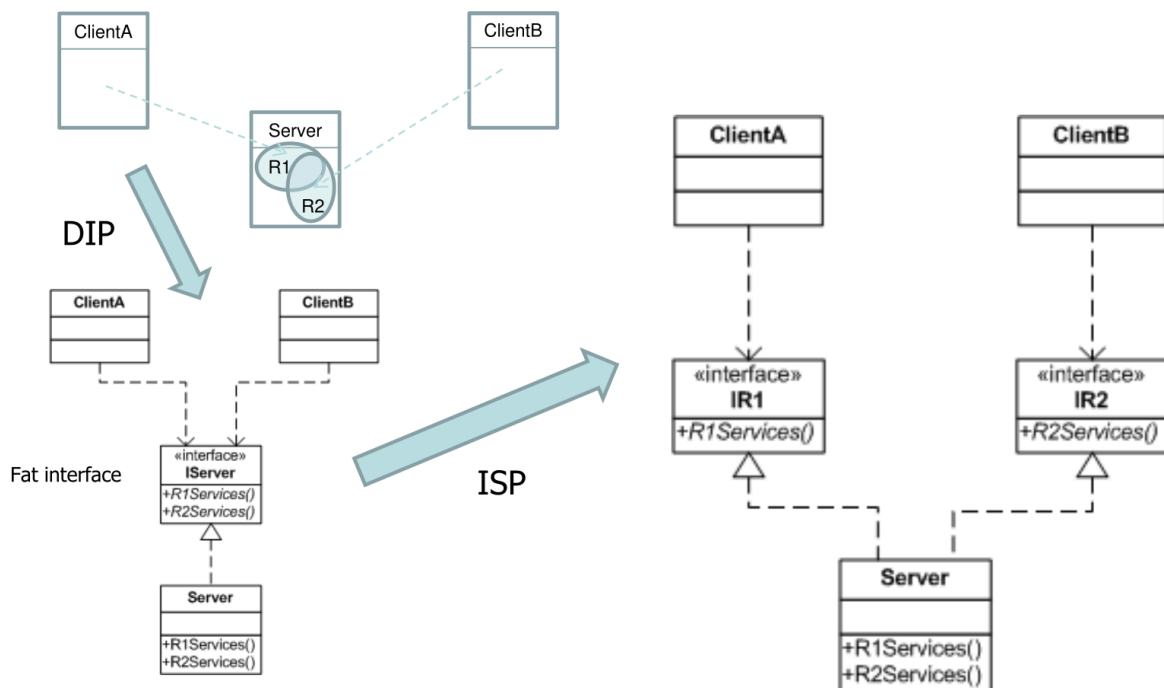 ClientA
ClientB
Server
R1
R2
DIP
ClientA
ClientB
Fat interface
«interface»
IServer
+R1Services()
+R2Services()
Server
+R1Services()
+R2Services()
ISP
ClientA
ClientB
«interface»
IR1
+R1Services()
«interface»
IR2
+R2Services()
Server
+R1Services()
+R2Services()